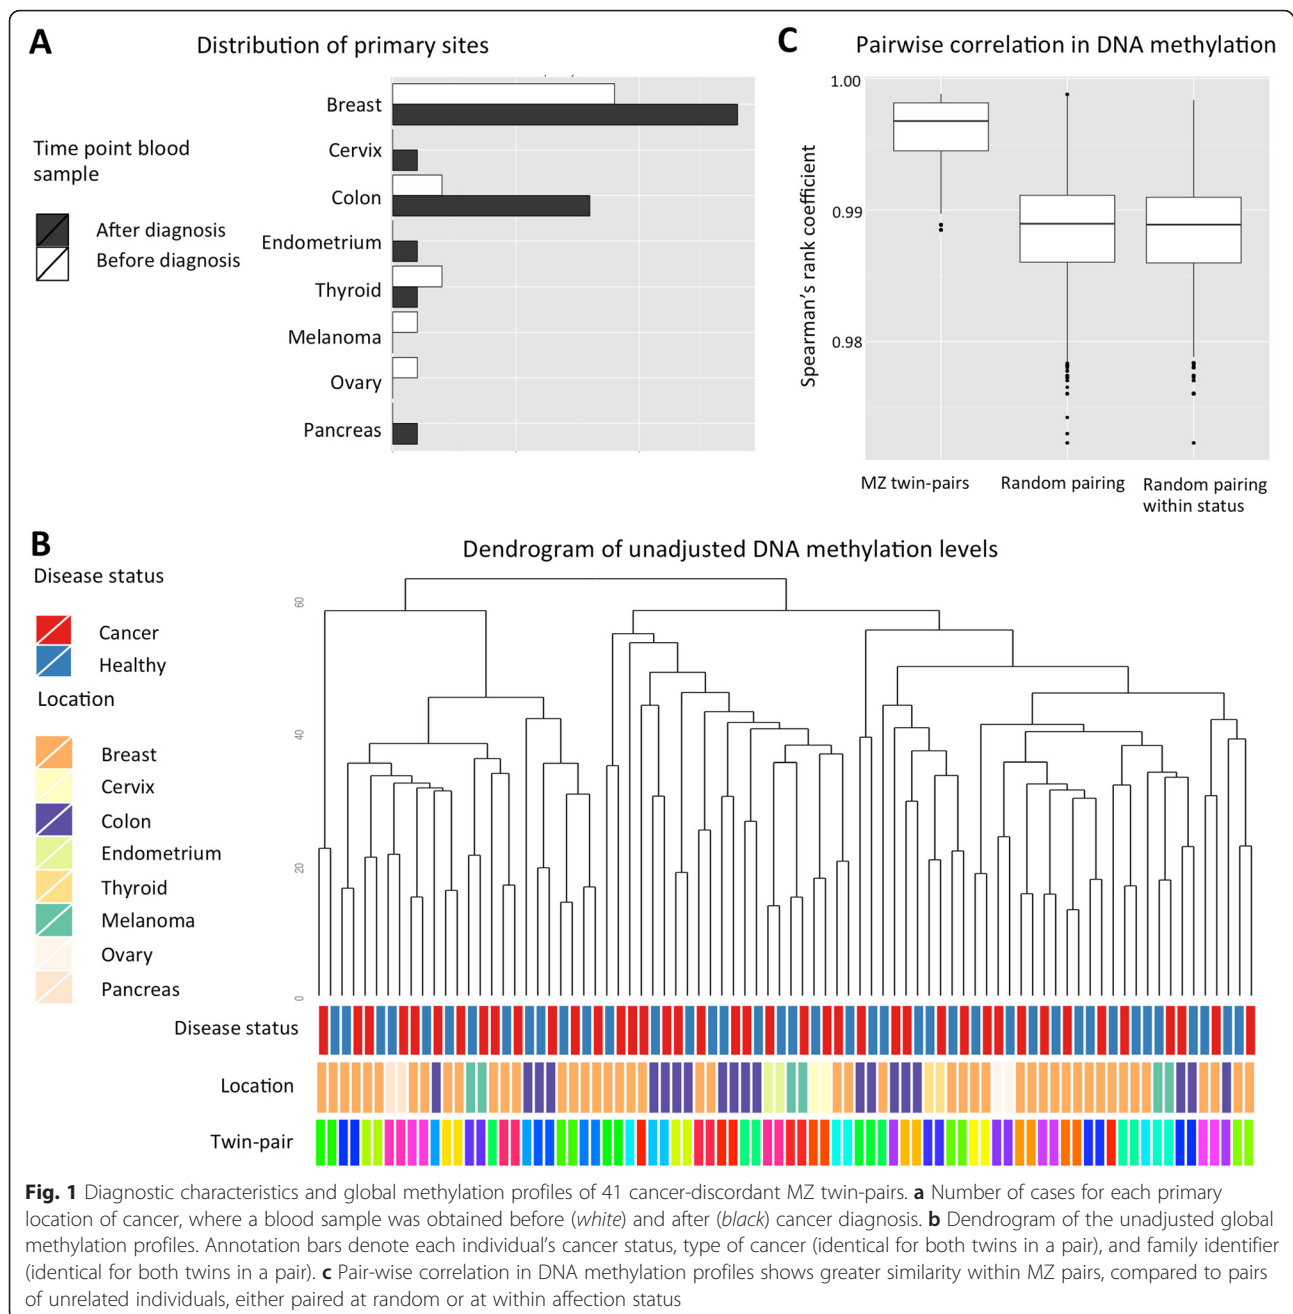 A
Distribution of primary sites
Time point blood
sample
After diagnosis
Before diagnosis
Breast
Cervix
Colon
Endometrium
Thyroid
Melanoma
Ovary
Pancreas
C
Pairwise correlation in DNA methylation
Spearman's rank coefficient
1.00
0.99
0.98
MZ twin-pairs
Random pairing
Random pairing
within status
B
Dendrogram of unadjusted DNA methylation levels
Disease status
Cancer
Healthy
Location
Breast
Cervix
Colon
Endometrium
Thyroid
Melanoma
Ovary
Pancreas
60
40
20
0
Disease status
Location
Twin-pair
Fig. 1 Diagnostic characteristics and global methylation profiles of 41 cancer-discordant MZ twin-pairs. a Number of cases for each primary
location of cancer, where a blood sample was obtained before (white) and after (black) cancer diagnosis. b Dendrogram of the unadjusted global
methylation profiles. Annotation bars denote each individual's cancer status, type of cancer (identical for both twins in a pair), and family identifier
(identical for both twins in a pair). c Pair-wise correlation in DNA methylation profiles shows greater similarity within MZ pairs, compared to pairs
of unrelated individuals, either paired at random or at within affection status